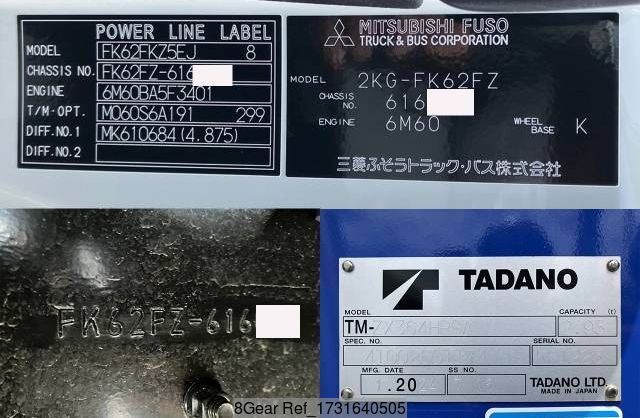 POWER LINE LABEL
MODEL FK62FKZ5EJ 8
CHASSIS NO. FK62FZ-616
ENGINE 6M60BA5F3401
T/M·OPT. M060S6A191 299
DIFF.NO.1 MK610684(4.875)
DIFF.NO.2
MITSUBISHI FUSO
TRUCK & BUS CORPORATION
MODEL 2KG-FK62FZ
CHASSIS NO. 616
ENGINE 6M60 WHEEL BASE K
三菱ふそうトラック・バス株式会社
FK62FZ-616
TADANO
MODEL CAPACITY (t)
TM- 2.93
SPEC. NO. SERIAL NO.
MFG. DATE SS NO.
.20 TADANO LTD.
MADE IN JAPAN
8Gear Ref_1731640505